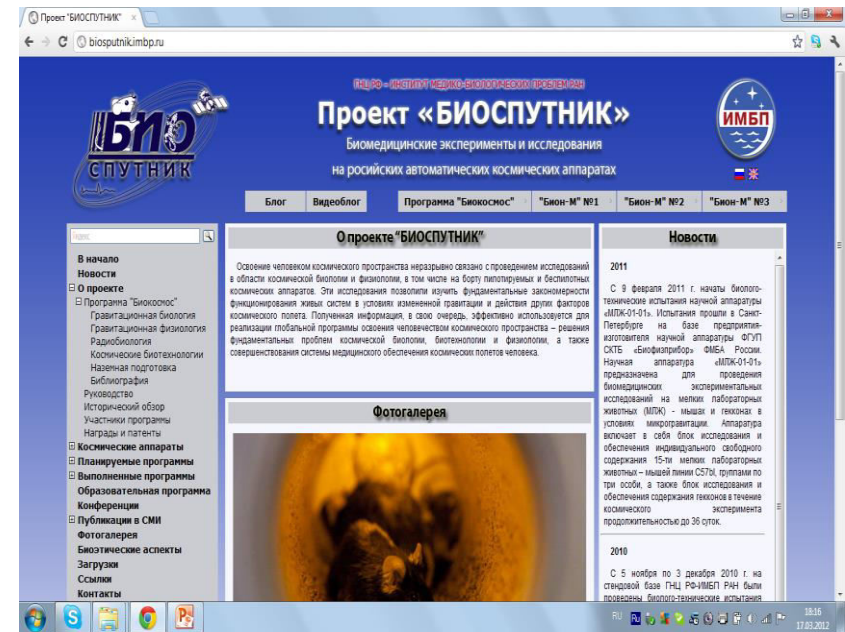 Проект "БИОСПУТНИК"
biosputnik.imbp.ru
ГНЦ РФ – ИНСТИТУТ МЕДИКО-БИОЛОГИЧЕСКИХ ПРОБЛЕМ РАН
Проект «БИОСПУТНИК»
Биомедицинские эксперименты и исследования
на росийских автоматических космических аппаратах
БИО
СПУТНИК
ИМБП
Блог
Видеоблог
Программа "Биокосмос"
"Бион-М" №1
"Бион-М" №2
"Бион-М" №3
В начало
Новости
О проекте
Программа "Биокосмос"
Гравитационная биология
Гравитационная физиология
Радиобиология
Космические биотехнологии
Наземная подготовка
Библиография
Руководство
Исторический обзор
Участники программы
Награды и патенты
Космические аппараты
Планируемые программы
Выполненные программы
Образовательная программа
Конференции
Публикации в СМИ
Фотогалерея
Биоэтические аспекты
Загрузки
Ссылки
Контакты
О проекте "БИОСПУТНИК"
Освоение человеком космического пространства неразрывно связано с проведением исследований
в области космической биологии и физиологии, в том числе на борту пилотируемых и беспилотных
космических аппаратов. Эти исследования позволили изучить фундаментальные закономерности
функционирования живых систем в условиях измененной гравитации и действия других факторов
космического полета. Полученная информация, в свою очередь, эффективно используется для
реализации глобальной программы освоения человечеством космического пространства – решения
фундаментальных проблем космической биологии, биотехнологии и физиологии, а также
совершенствования системы медицинского обеспечения космических полетов человека.
Фотогалерея
Новости
2011
С 9 февраля 2011 г. начаты биолого-
технические испытания научной аппаратуры
«МЛЖ-01-01». Испытания прошли в Санкт-
Петербурге на базе предприятия-
изготовителя научной аппаратуры ФГУП
СКТБ «Биофизприбор» ФМБА России.
Научная аппаратура «МЛЖ-01-01»
предназначена для проведения
биомедицинских экспериментальных
исследований на мелких лабораторных
животных (МЛЖ) - мышах и гекконах в
условиях микрогравитации. Аппаратура
включает в себя блок исследования и
обеспечения индивидуального свободного
содержания 15-ти мелких лабораторных
животных – мышей линии C57bl, группами по
три особи, а также блок исследования и
обеспечения содержания гекконов в течение
космического эксперимента
продолжительностью до 36 суток.
2010
С 5 ноября по 3 декабря 2010 г. на
стендовой базе ГНЦ РФ-ИМБП РАН были
проведены биолого-технические испытания
RU
18:16
17.03.2012